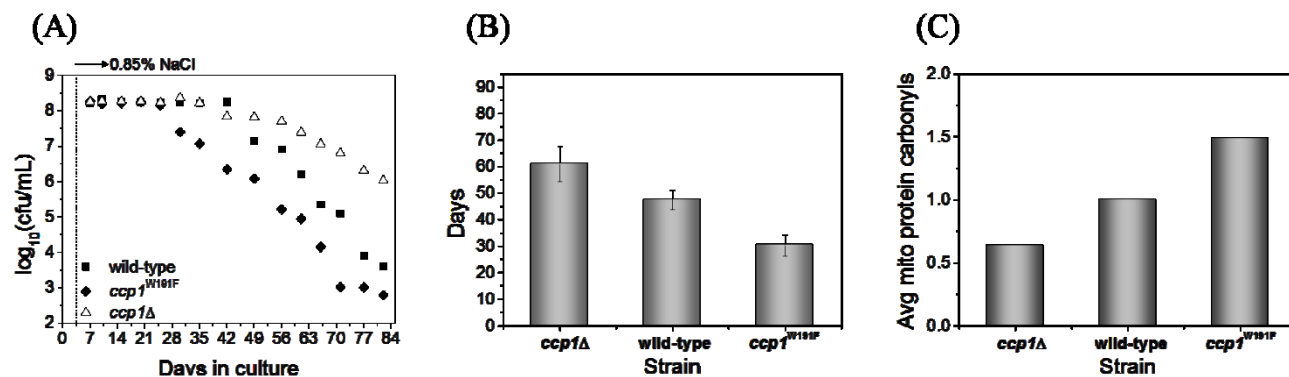 (A)
→0.85% NaCl
9
8
7
6
5
4
3
2
log10(cfu/mL)
wild-type
ccp1W191F
ccp1Δ
7 14 21 28 35 42 49 56 63 70 77 84
Days in culture
(B)
90
80
70
60
50
40
30
20
10
0
Days
ccp1Δ wild-type ccp1W191F
Strain
(C)
2.0
1.5
1.0
0.5
0.0
Avg mito protein carbonyls
ccp1Δ wild-type ccp1W191F
Strain